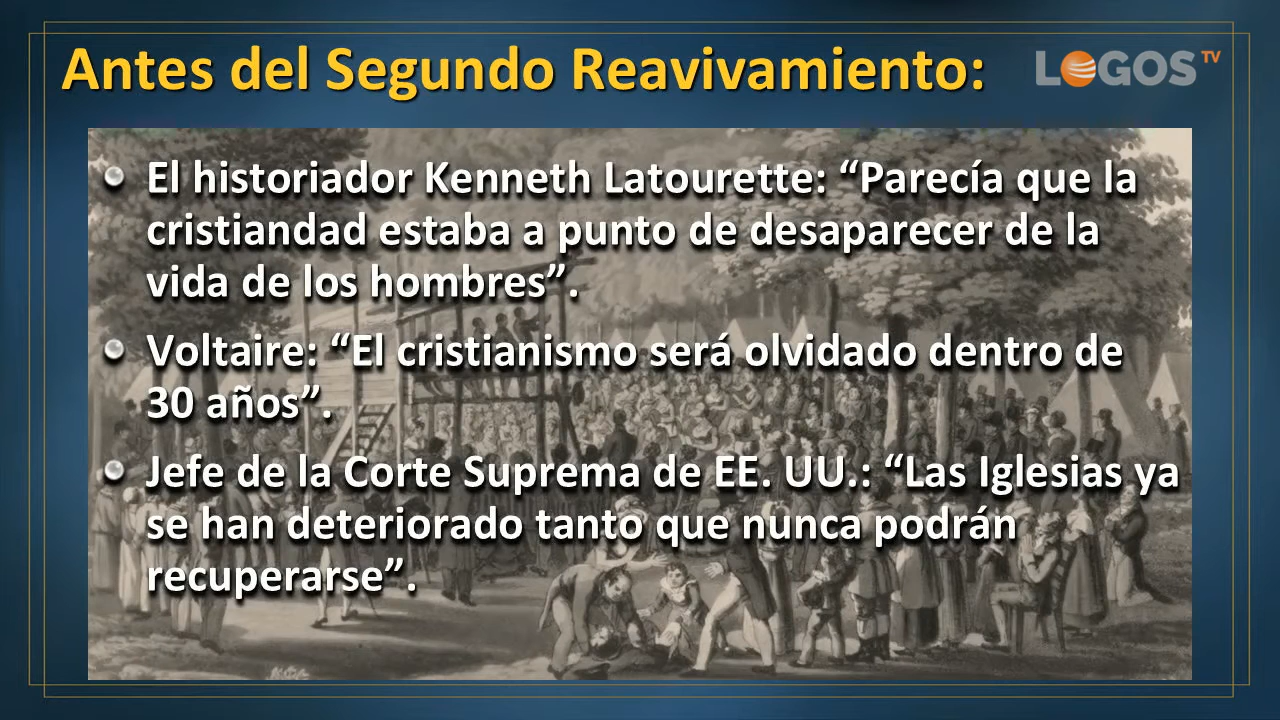 Antes del Segundo Reavivamiento:
LOGOS TV
El historiador Kenneth Latourette: “Parecía que la
cristiandad estaba a punto de desaparecer de la
vida de los hombres”.
Voltaire: “El cristianismo será olvidado dentro de
30 años”.
Jefe de la Corte Suprema de EE. UU.: “Las Iglesias ya
se han deteriorado tanto que nunca podrán
recuperarse”.